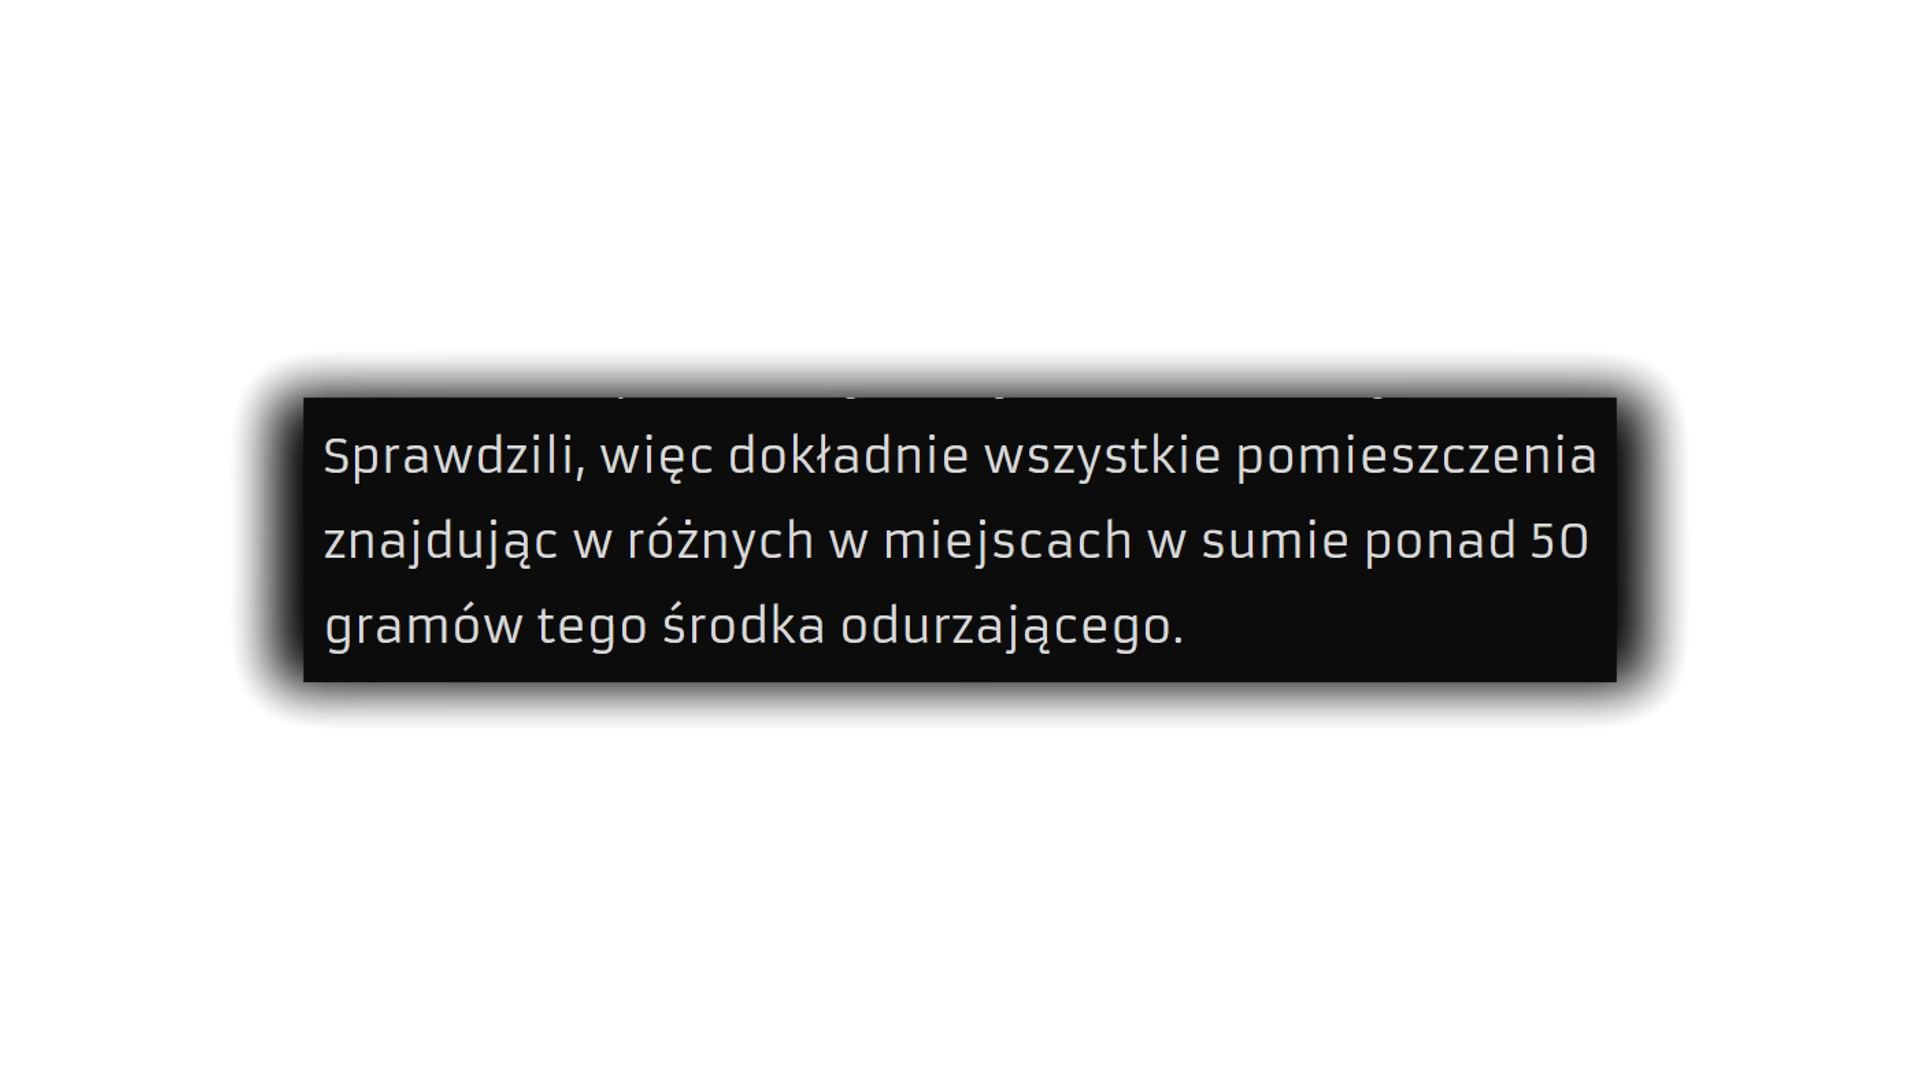 Sprawdzili, więc dokładnie wszystkie pomieszczenia
znajdując w różnych w miejscach w sumie ponad 50
gramów tego środka odurzającego.